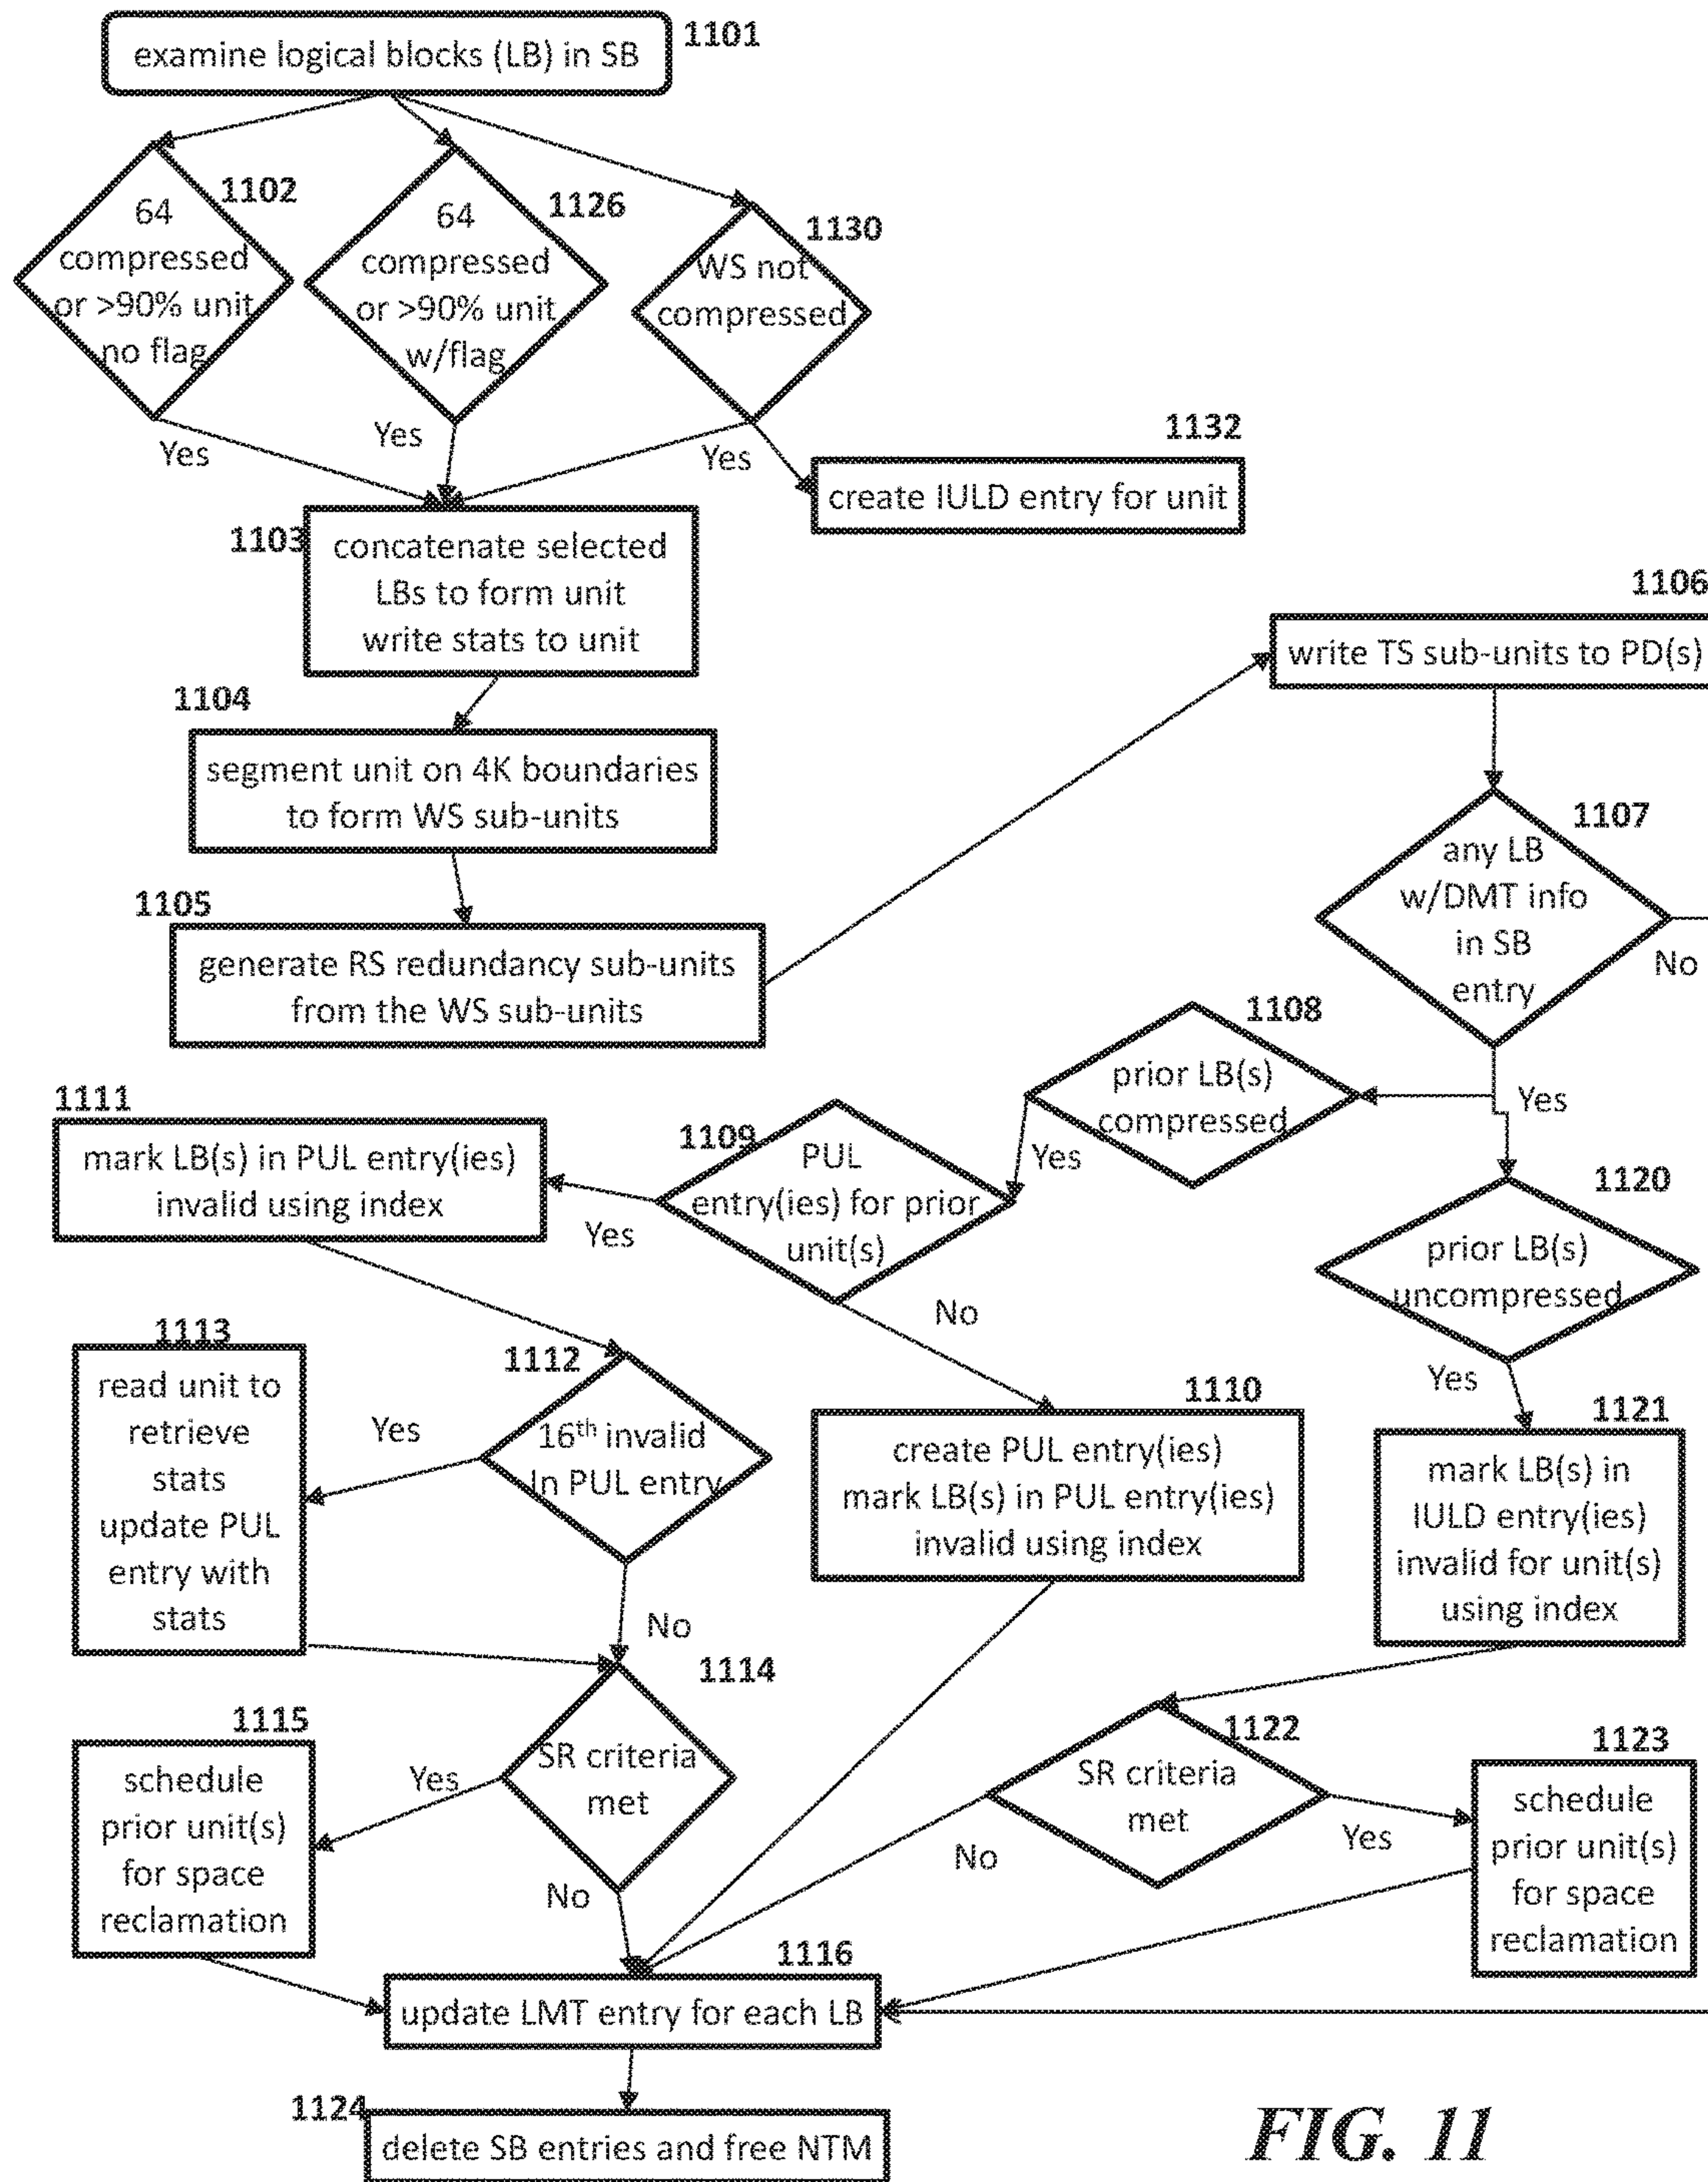 examine logical blocks (LB) in SB
1101
64
compressed
or >90% unit
no flag
1102
64
compressed
or >90% unit
w/flag
1126
WS not
compressed
1130
Yes
Yes
Yes
1132
create IULD entry for unit
1103
concatenate selected
LBs to form unit
write stats to unit
1104
segment unit on 4K boundaries
to form WS sub-units
1105
generate RS redundancy sub-units
from the WS sub-units
1106
write TS sub-units to PD(s)
1107
any LB
w/DMT info
in SB
entry
No
Yes
1108
prior LB(s)
compressed
Yes
1109
PUL
entry(ies) for prior
unit(s)
Yes
No
1111
mark LB(s) in PUL entry(ies)
invalid using index
1120
prior LB(s)
uncompressed
Yes
1113
read unit to
retrieve
stats
update PUL
entry with
stats
1112
16th invalid
In PUL entry
Yes
No
1110
create PUL entry(ies)
mark LB(s) in PUL entry(ies)
invalid using index
1121
mark LB(s) in
IULD entry(ies)
invalid for unit(s)
using index
1114
SR criteria
met
Yes
No
1115
schedule
prior unit(s)
for space
reclamation
1122
SR criteria
met
No
Yes
1123
schedule
prior unit(s)
for space
reclamation
1116
update LMT entry for each LB
1124
delete SB entries and free NTM
FIG. 11